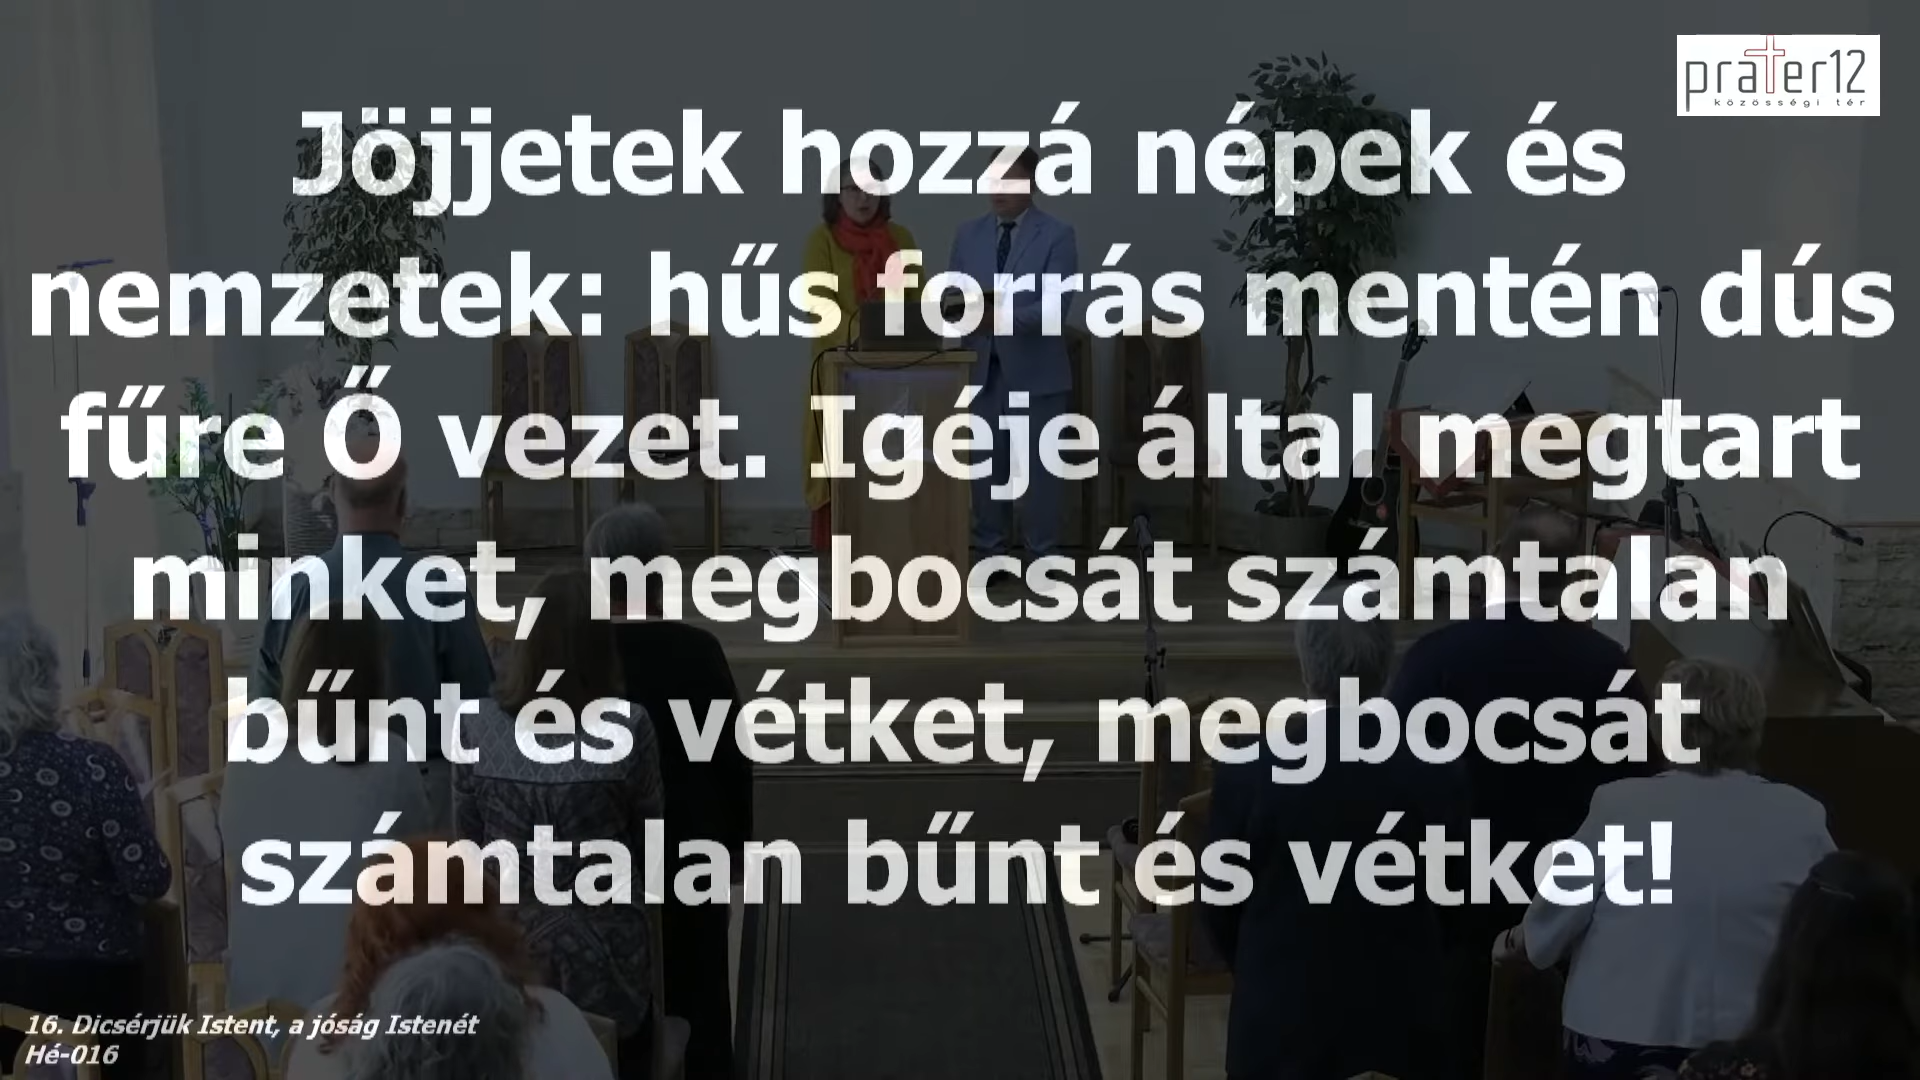 prater12
közösségi tér
Jöjjetek hozzá népek és
nemzetek: hűs forrás mentén dús
fűre Ő vezet. Igéje által megtart
minket, megbocsát számtalan
bűnt és vétket, megbocsát
számtalan bűnt és vétket!
16. Dicsérjük Istent, a jóság Istenét
Hé-016